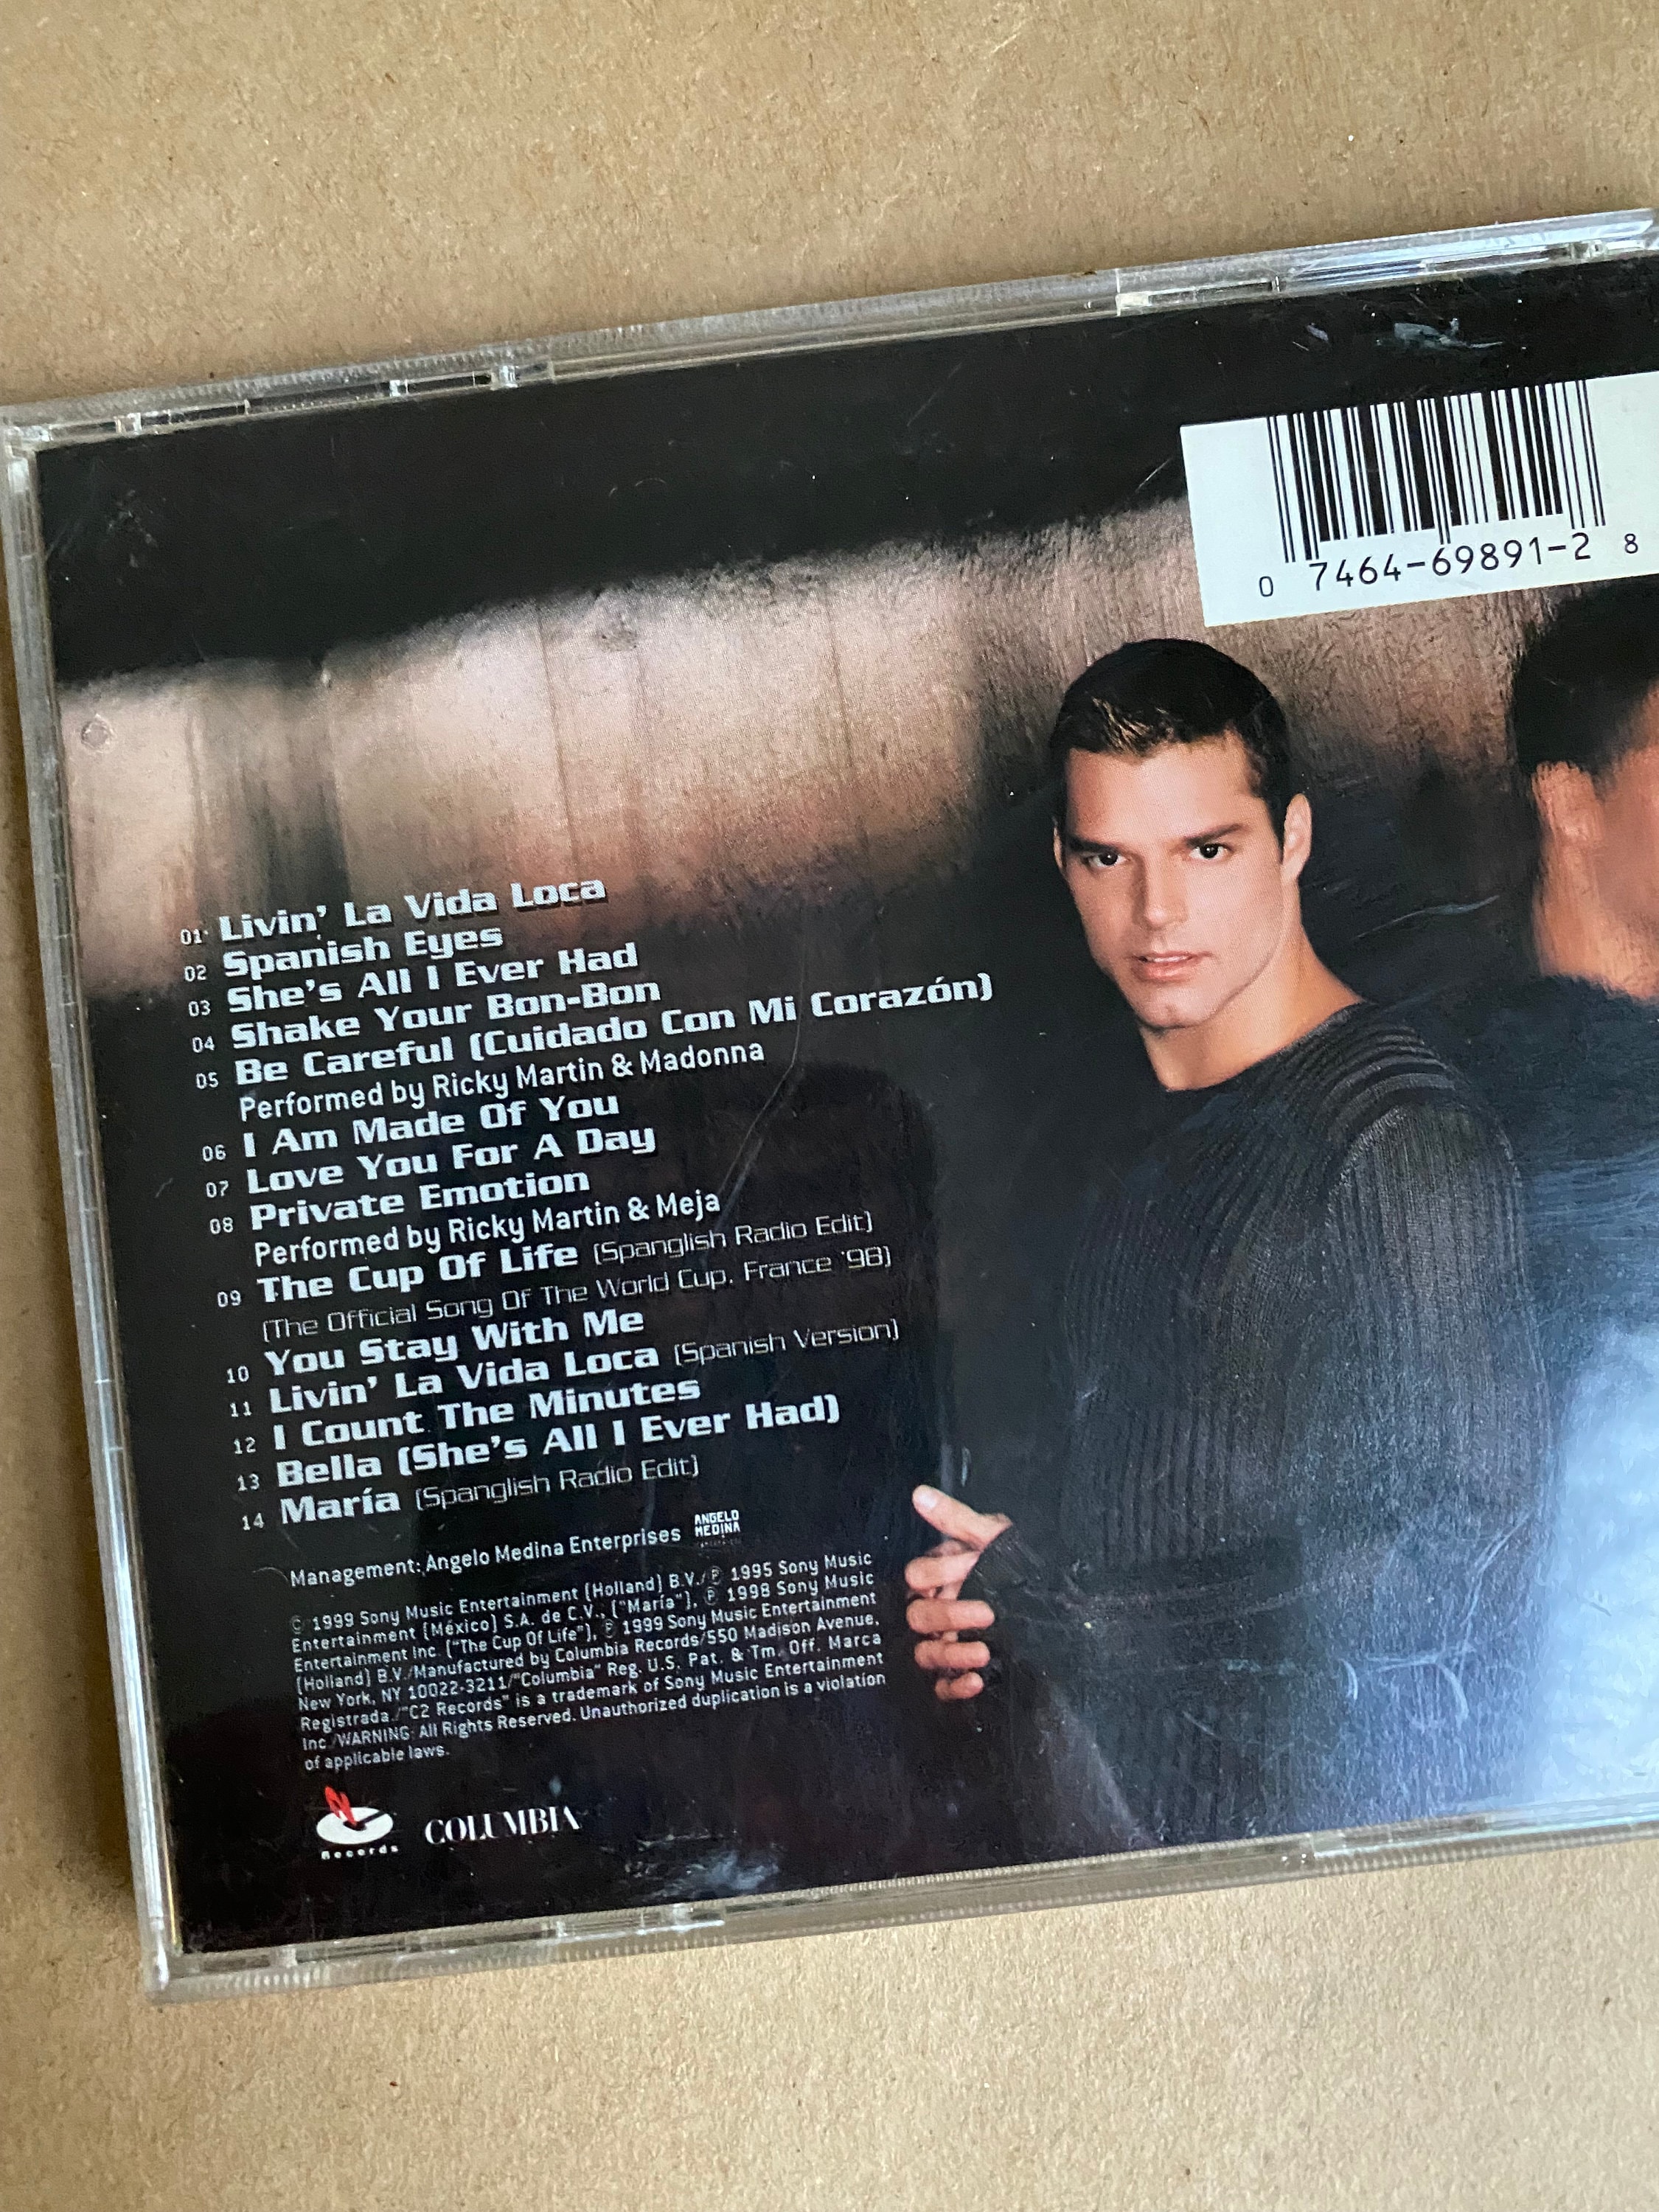 0 7464-69891-2 8
01 Livin' La Vida Loca
02 Spanish Eyes
03 She's All I Ever Had
04 Shake Your Bon-Bon
05 Be Careful (Cuidado Con Mi Corazón)
Performed by Ricky Martin & Madonna
06 I Am Made Of You
07 Love You For A Day
08 Private Emotion
Performed by Ricky Martin & Meja
09 The Cup Of Life (Spanglish Radio Edit)
(The Official Song Of The World Cup, France '98)
10 You Stay With Me
11 Livin' La Vida Loca (Spanish Version)
12 I Count The Minutes
13 Bella (She's All I Ever Had)
14 María (Spanglish Radio Edit)
Management: Angelo Medina Enterprises ANGELO MEDINA
© 1999 Sony Music Entertainment (Holland) B.V./℗ 1995 Sony Music
Entertainment (México) S.A. de C.V., ("María"), ℗ 1998 Sony Music
Entertainment Inc. ("The Cup Of Life"), ℗ 1999 Sony Music Entertainment
(Holland) B.V./Manufactured by Columbia Records/550 Madison Avenue,
New York, NY 10022-3211/"Columbia" Reg. U.S. Pat. & Tm. Off. Marca
Registrada./"C2 Records" is a trademark of Sony Music Entertainment
Inc./WARNING: All Rights Reserved. Unauthorized duplication is a violation
of applicable laws.
Records COLUMBIA